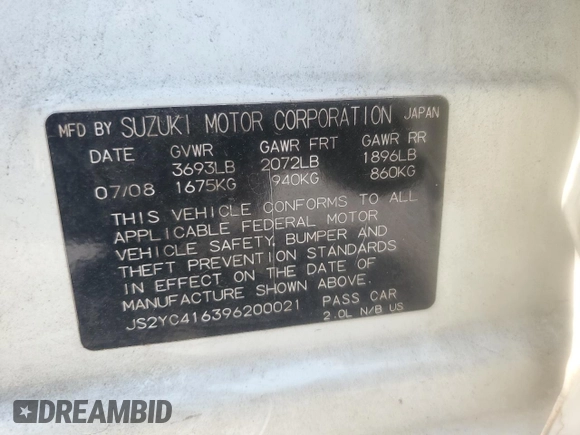 MFD BY SUZUKI MOTOR CORPORATION JAPAN
DATE GVWR GAWR FRT GAWR RR
3693LB 2072LB 1896LB
07/08 1675KG 940KG 860KG
THIS VEHICLE CONFORMS TO ALL
APPLICABLE FEDERAL MOTOR
VEHICLE SAFETY, BUMPER AND
THEFT PREVENTION STANDARDS
IN EFFECT ON THE DATE OF
MANUFACTURE SHOWN ABOVE.
JS2YC416396200021 PASS CAR
2.0L N/B US
DREAMBID